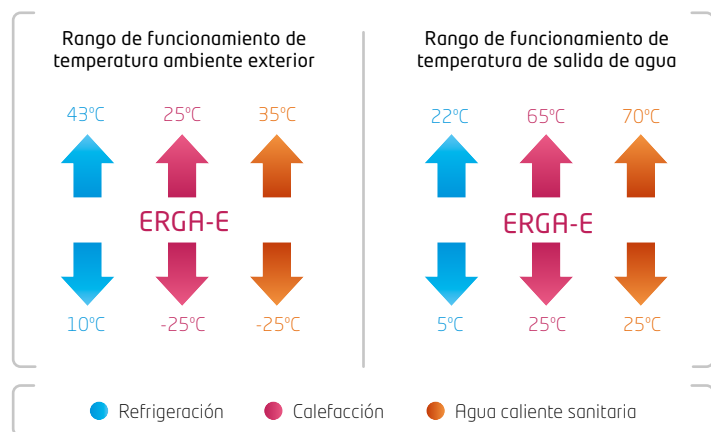 Rango de funcionamiento de
temperatura ambiente exterior
43ºC 25ºC 35ºC
ERGA-E
10ºC -25ºC -25ºC
Rango de funcionamiento de
temperatura de salida de agua
22ºC 65ºC 70ºC
ERGA-E
5ºC 25ºC 25ºC
Refrigeración Calefacción Agua caliente sanitaria